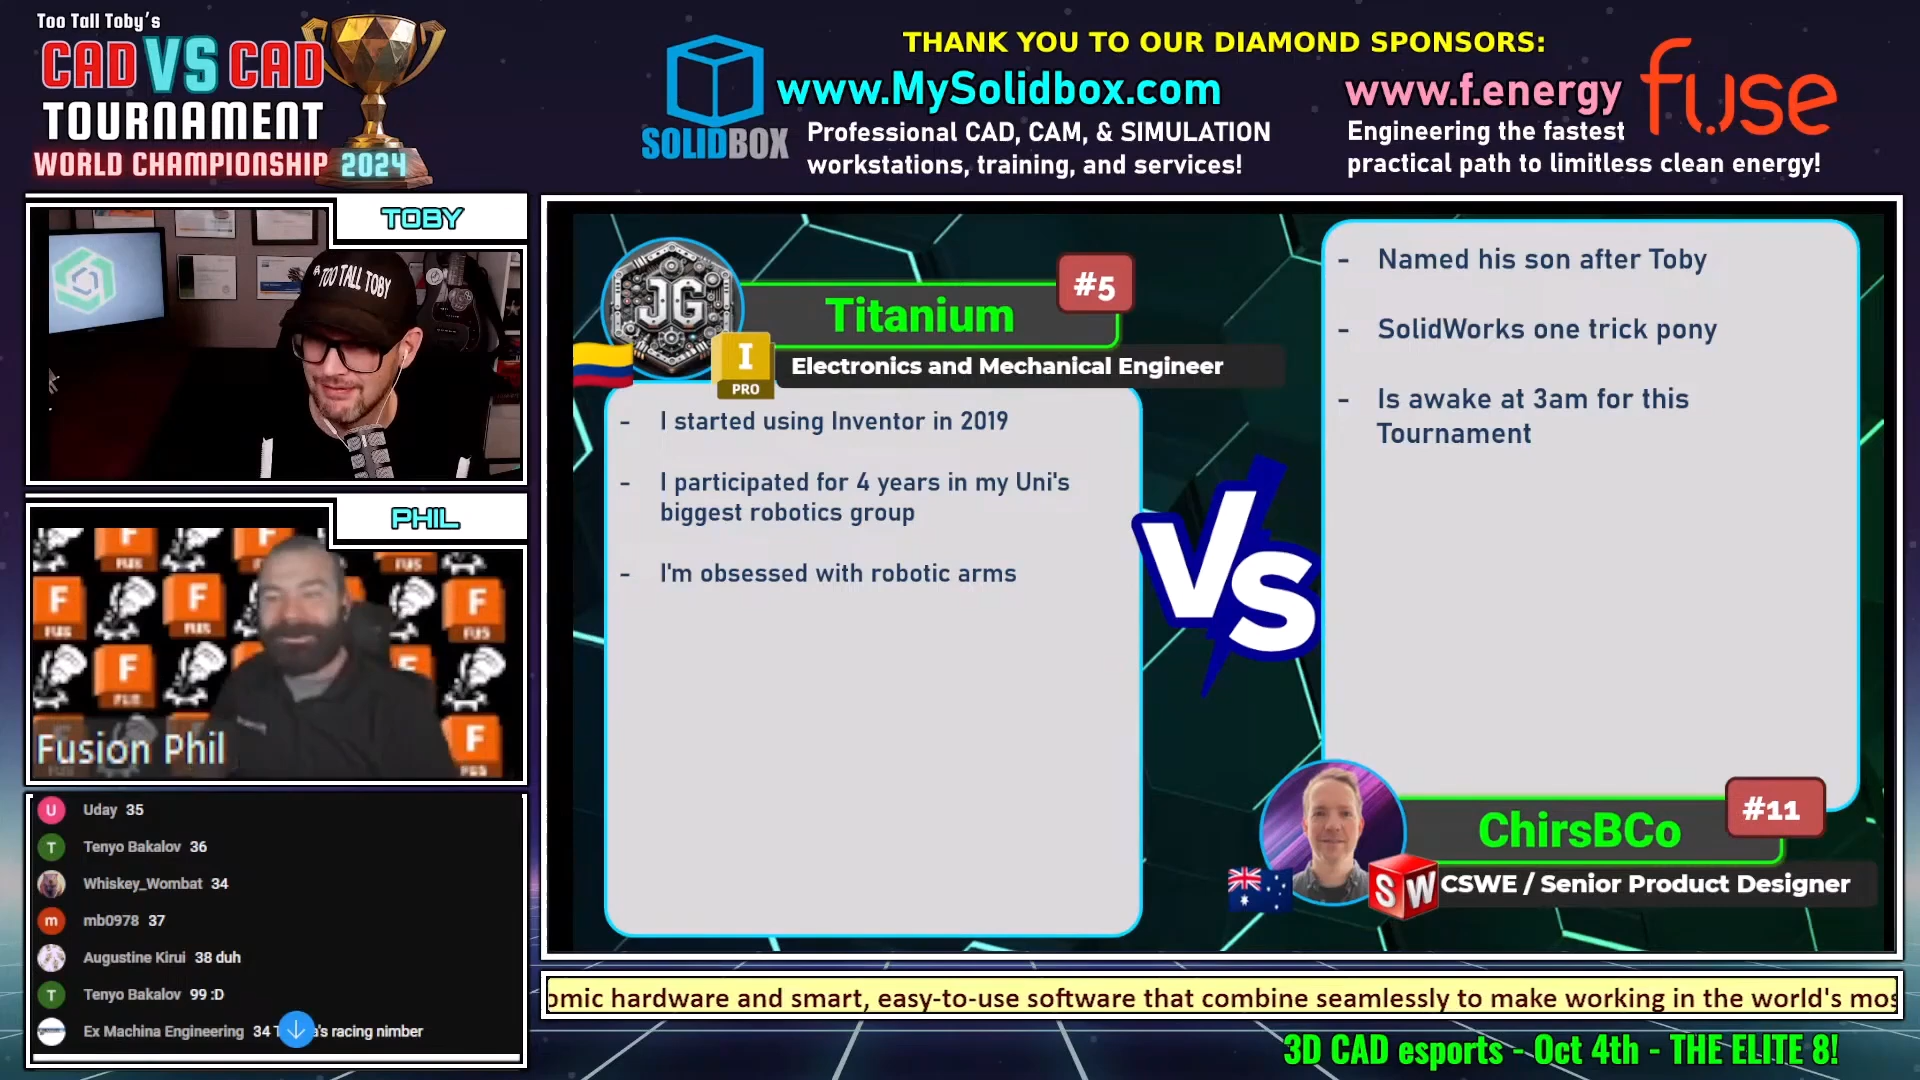 Too Tall Toby's
CAD VS CAD
TOURNAMENT
WORLD CHAMPIONSHIP 2024
SOLIDBOX
THANK YOU TO OUR DIAMOND SPONSORS:
www.MySolidbox.com
Professional CAD, CAM, & SIMULATION
workstations, training, and services!
www.f.energy
Engineering the fastest
practical path to limitless clean energy!
fuse
TOBY
TOO TALL TOBY
PHIL
F
FUS
F
FUS
F
FUS
F
Fusion Phil
U Uday 35
T Tenyo Bakalov 36
Whiskey_Wombat 34
m mb0978 37
Augustine Kirui 38 duh
T Tenyo Bakalov 99 :D
Ex Machina Engineering 34 's racing nimber
JG
Titanium
#5
I
PRO
Electronics and Mechanical Engineer
- I started using Inventor in 2019
- I participated for 4 years in my Uni's
biggest robotics group
- I'm obsessed with robotic arms
VS
- Named his son after Toby
- SolidWorks one trick pony
- Is awake at 3am for this
Tournament
ChirsBCo
#11
SW
CSWE / Senior Product Designer
omic hardware and smart, easy-to-use software that combine seamlessly to make working in the world's mos
3D CAD esports - Oct 4th - THE ELITE 8!